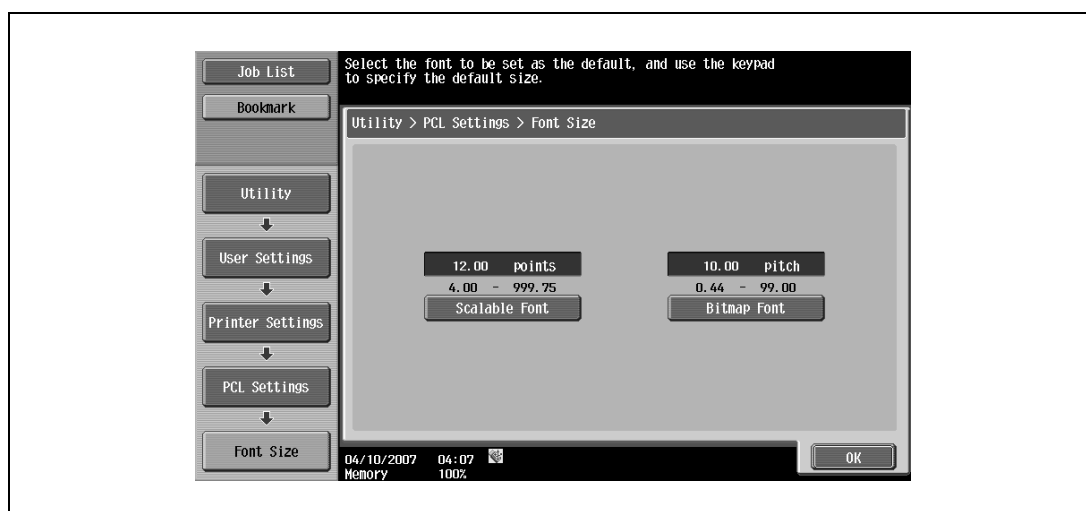 Job List
Bookmark
Select the font to be set as the default, and use the keypad
to specify the default size.
Utility > PCL Settings > Font Size
Utility
User Settings
Printer Settings
PCL Settings
Font Size
12.00 points
4.00 - 999.75
Scalable Font
10.00 pitch
0.44 - 99.00
Bitmap Font
04/10/2007 04:07
Memory 100%
OK